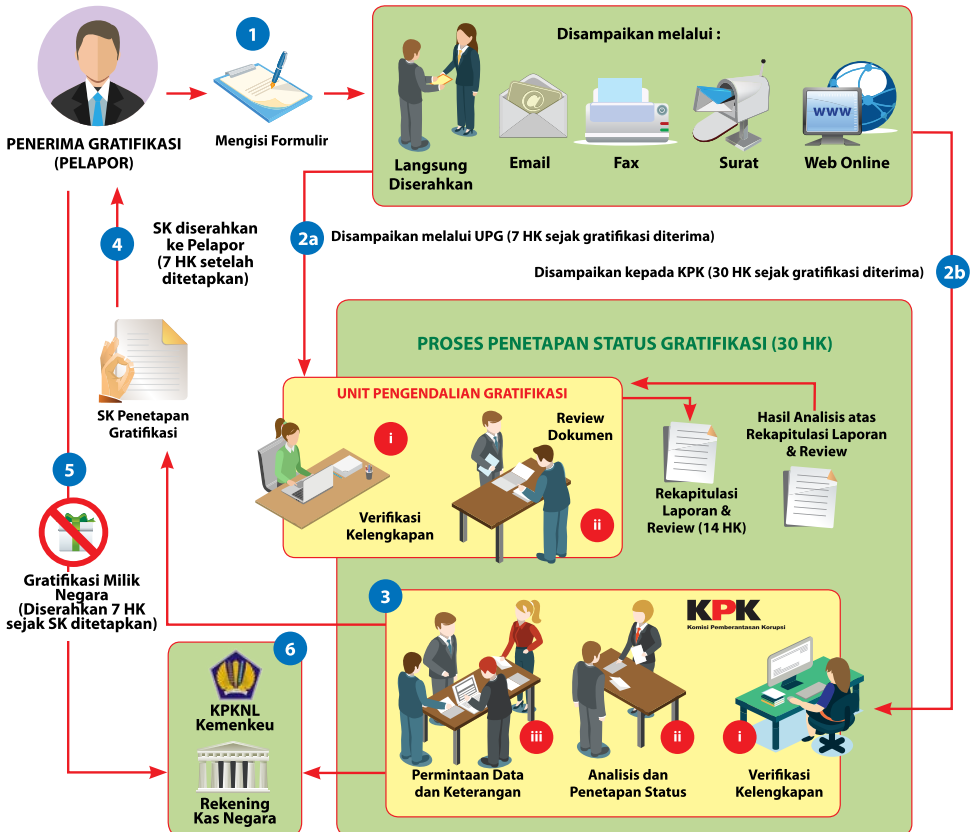 1
Disampaikan melalui :
PENERIMA GRATIFIKASI
(PELAPOR)
Mengisi Formulir
Langsung
Diserahkan
Email
Fax
Surat
@
WWW
Web Online
4
SK diserahkan
ke Pelapor
(7 HK setelah
ditetapkan)
2a
Disampaikan melalui UPG (7 HK sejak gratifikasi diterima)
Disampaikan kepada KPK (30 HK sejak gratifikasi diterima)
2b
PROSES PENETAPAN STATUS GRATIFIKASI (30 HK)
SK Penetapan
Gratifikasi
UNIT PENGENDALIAN GRATIFIKASI
i
Verifikasi
Kelengkapan
Review
Dokumen
ii
Rekapitulasi
Laporan &
Review (14 HK)
Hasil Analisis atas
Rekapitulasi Laporan
& Review
5
Gratifikasi Milik
Negara
(Diserahkan 7 HK
sejak SK ditetapkan)
3
KPK
Komisi Pemberantasan Korupsi
iii
Permintaan Data
dan Keterangan
ii
Analisis dan
Penetapan Status
i
Verifikasi
Kelengkapan
6
KPKNL
Kemenkeu
Rekening
Kas Negara